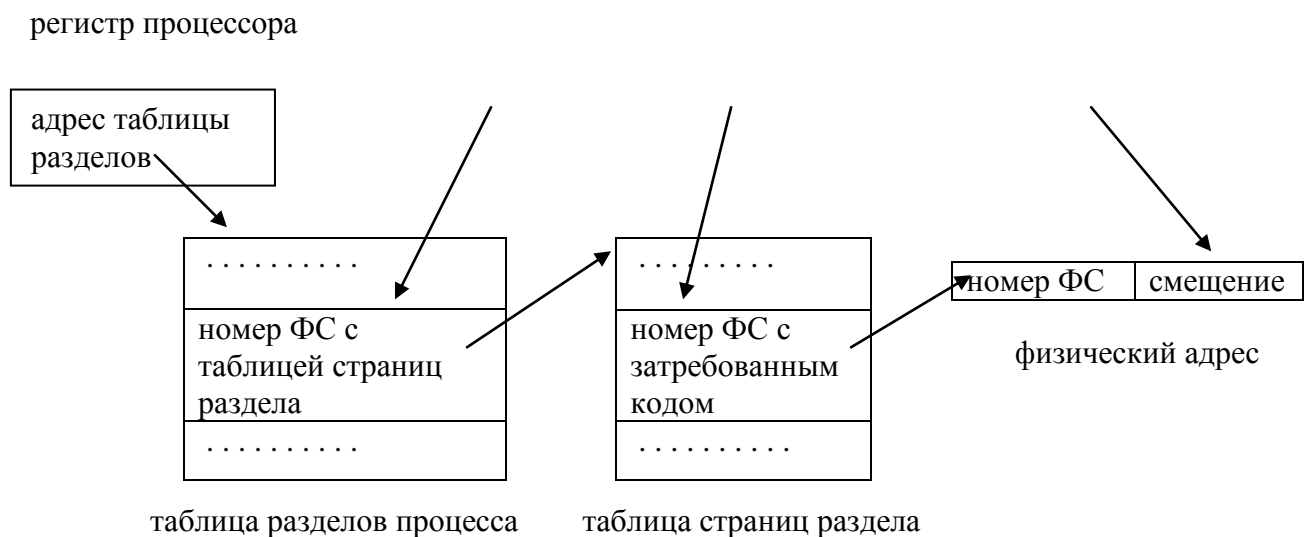 регистр процессора
адрес таблицы
разделов
. . . . . . . . . .
номер ФС с
таблицей страниц
раздела
. . . . . . . . . .
таблица разделов процесса
. . . . . . . . .
номер ФС с
затребованным
кодом
. . . . . . . . . .
таблица страниц раздела
номер ФС смещение
физический адрес